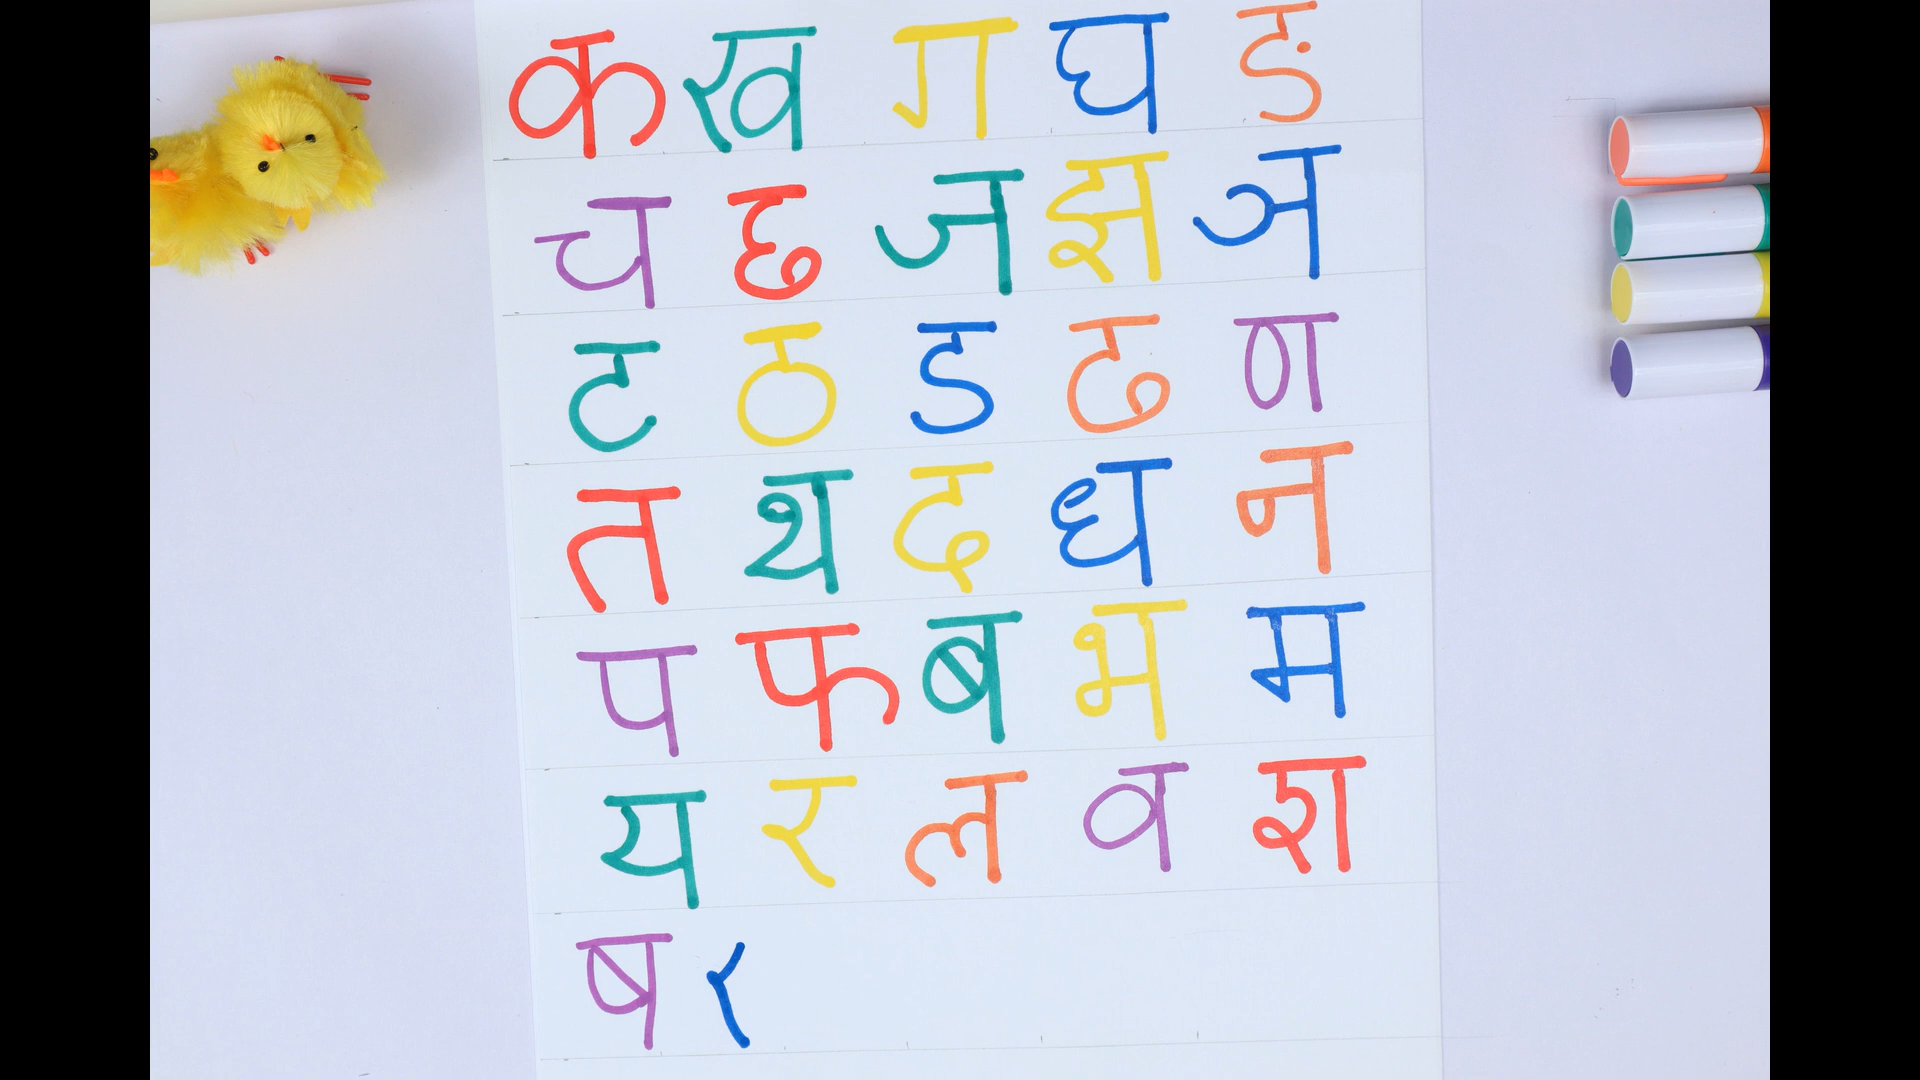 क ख ग घ ङ
च छ ज झ ञ
ट ठ ड ढ ण
त थ द ध न
प फ ब भ म
य र ल व श
ष